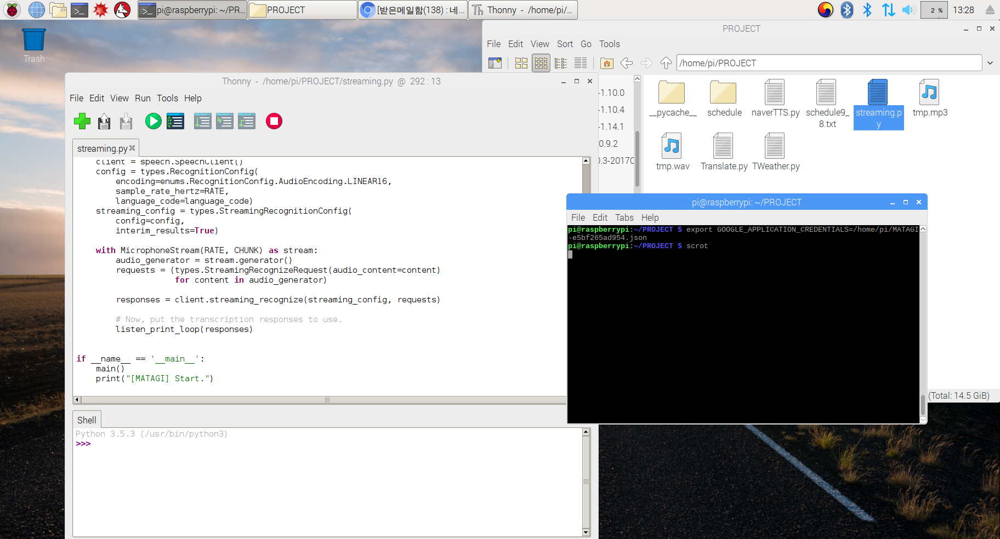 pi@raspberrypi: ~/PR...
PROJECT
[받은메일함(138) : 네...
Thonny - /home/pi/...
2 %
13:28
Trash
PROJECT
File Edit View Sort Go Tools
/home/pi/PROJECT
-1.10.0
-1.10.4
-1.14.1
0.9.2
0.3-20170
__pycache__
schedule
naverTTS.py
schedule9_
8.txt
streaming.p
y
tmp.mp3
tmp.wav
Translate.py
TWeather.py
(Total: 14.5 GiB)
Thonny - /home/pi/PROJECT/streaming.py @ 292 : 13
File Edit View Run Tools Help
streaming.py
client = speech.SpeechClient()
config = types.RecognitionConfig(
encoding=enums.RecognitionConfig.AudioEncoding.LINEAR16,
sample_rate_hertz=RATE,
language_code=language_code)
streaming_config = types.StreamingRecognitionConfig(
config=config,
interim_results=True)
with MicrophoneStream(RATE, CHUNK) as stream:
audio_generator = stream.generator()
requests = (types.StreamingRecognizeRequest(audio_content=content)
for content in audio_generator)
responses = client.streaming_recognize(streaming_config, requests)
# Now, put the transcription responses to use.
listen_print_loop(responses)
if __name__ == '__main__':
main()
print("[MATAGI] Start.")
Shell
Python 3.5.3 (/usr/bin/python3)
>>>
pi@raspberrypi: ~/PROJECT
File Edit Tabs Help
pi@raspberrypi:~/PROJECT $ export GOOGLE_APPLICATION_CREDENTIALS=/home/pi/MATAGI
-e5bf265ad954.json
pi@raspberrypi:~/PROJECT $ scrot